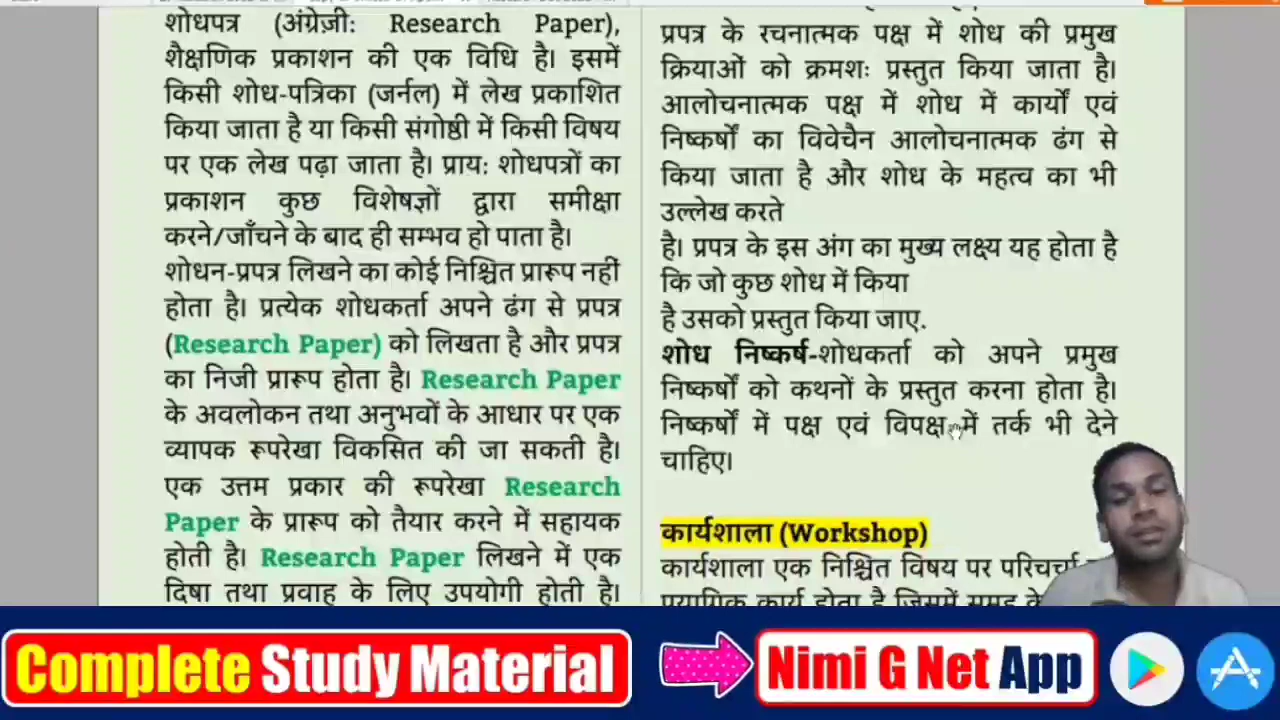 शोधपत्र (अंग्रेज़ी: Research Paper),
शैक्षणिक प्रकाशन की एक विधि है। इसमें
किसी शोध-पत्रिका (जर्नल) में लेख प्रकाशित
किया जाता है या किसी संगोष्ठी में किसी विषय
पर एक लेख पढ़ा जाता है। प्राय: शोधपत्रों का
प्रकाशन कुछ विशेषज्ञों द्वारा समीक्षा
करने/जाँचने के बाद ही सम्भव हो पाता है।
शोधन-प्रपत्र लिखने का कोई निश्चित प्रारूप नहीं
होता है। प्रत्येक शोधकर्ता अपने ढंग से प्रपत्र
(Research Paper) को लिखता है और प्रपत्र
का निजी प्रारूप होता है। Research Paper
के अवलोकन तथा अनुभवों के आधार पर एक
व्यापक रूपरेखा विकसित की जा सकती है।
एक उत्तम प्रकार की रूपरेखा Research
Paper के प्रारूप को तैयार करने में सहायक
होती है। Research Paper लिखने में एक
दिषा तथा प्रवाह के लिए उपयोगी होती है।
प्रपत्र के रचनात्मक पक्ष में शोध की प्रमुख
क्रियाओं को क्रमशः प्रस्तुत किया जाता है।
आलोचनात्मक पक्ष में शोध में कार्यों एवं
निष्कर्षों का विवेचैन आलोचनात्मक ढंग से
किया जाता है और शोध के महत्व का भी
उल्लेख करते
है। प्रपत्र के इस अंग का मुख्य लक्ष्य यह होता है
कि जो कुछ शोध में किया
है उसको प्रस्तुत किया जाए.
शोध निष्कर्ष-शोधकर्ता को अपने प्रमुख
निष्कर्षों को कथनों के प्रस्तुत करना होता है।
निष्कर्षों में पक्ष एवं विपक्ष में तर्क भी देने
चाहिए।
कार्यशाला (Workshop)
कार्यशाला एक निश्चित विषय पर परिचर्चा
कार्य होता है जिसमें समूह के
Complete Study Material
Nimi G Net App